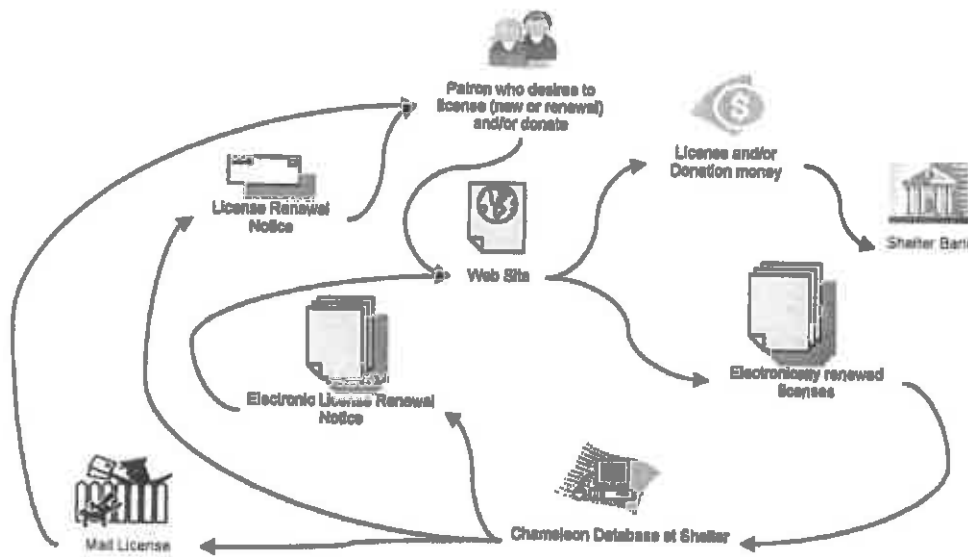 Patron who desires to
license (new or renewal)
and/or donate
License and/or
Donation money
License Renewal
Notice
Shelter Bank
Web Site
Electronic License Renewal
Notice
Electronically renewed
licenses
Chameleon Database at Shelter
Mail License